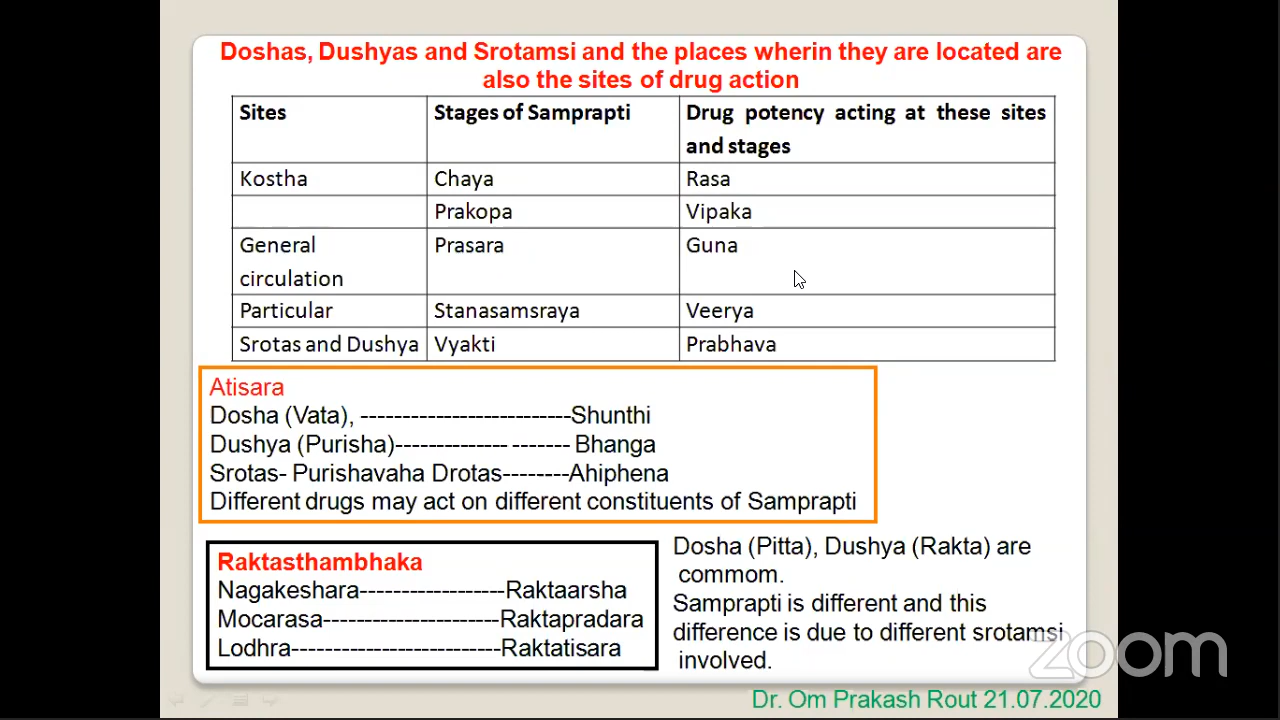 Doshas, Dushyas and Srotamsi and the places wherin they are located are
also the sites of drug action
Sites Stages of Samprapti Drug potency acting at these sites
and stages
Kostha Chaya Rasa
Prakopa Vipaka
General Prasara Guna
circulation
Particular Stanasamsraya Veerya
Srotas and Dushya Vyakti Prabhava
Atisara
Dosha (Vata), -------------------------Shunthi
Dushya (Purisha)------------- ------- Bhanga
Srotas- Purishavaha Drotas--------Ahiphena
Different drugs may act on different constituents of Samprapti
Raktasthambhaka
Nagakeshara------------------Raktaarsha
Mocarasa---------------------Raktapradara
Lodhra-------------------------Raktatisara
Dosha (Pitta), Dushya (Rakta) are
commom.
Samprapti is different and this
difference is due to different srotamsi
involved.
zoom
Dr. Om Prakash Rout 21.07.2020